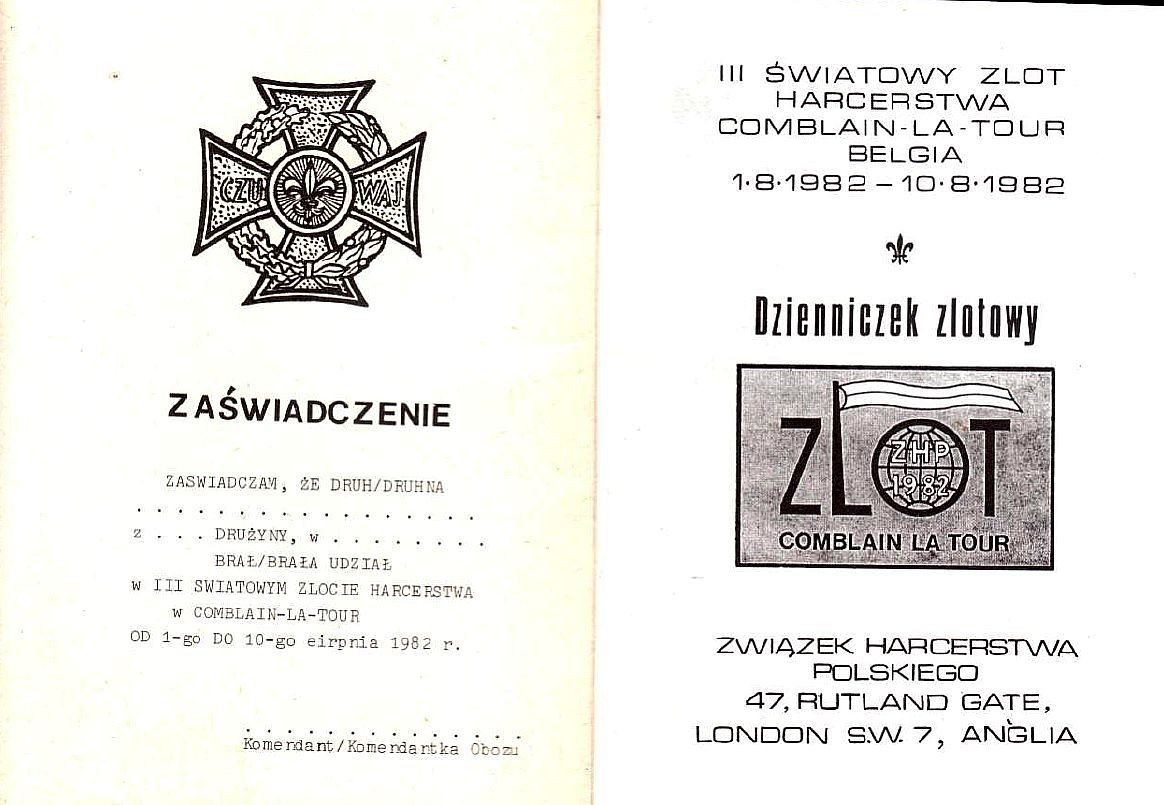 CZUWAJ
ZAŚWIADCZENIE
ZASWIADCZAM, ŻE DRUH/DRUHNA
. . . . . . . . . . . . . . . . .
z . . . DRUŻYNY, w . . . . . . . .
BRAŁ/BRAŁA UDZIAŁ
w III SWIATOWYM ZLOCIE HARCERSTWA
w COMBLAIN-LA-TOUR
OD 1-go DO 10-go eirpnia 1982 r.
. . . . . . . . . . . . . .
Komendant/Komendantka Obozu
III ŚWIATOWY ZLOT
HARCERSTWA
COMBLAIN-LA-TOUR
BELGIA
1·8·1982 – 10·8·1982
Dzienniczek zlotowy
ZLOT
ZHP
1982
COMBLAIN LA TOUR
ZWIĄZEK HARCERSTWA
POLSKIEGO
47, RUTLAND GATE,
LONDON S.W. 7, ANGLIA